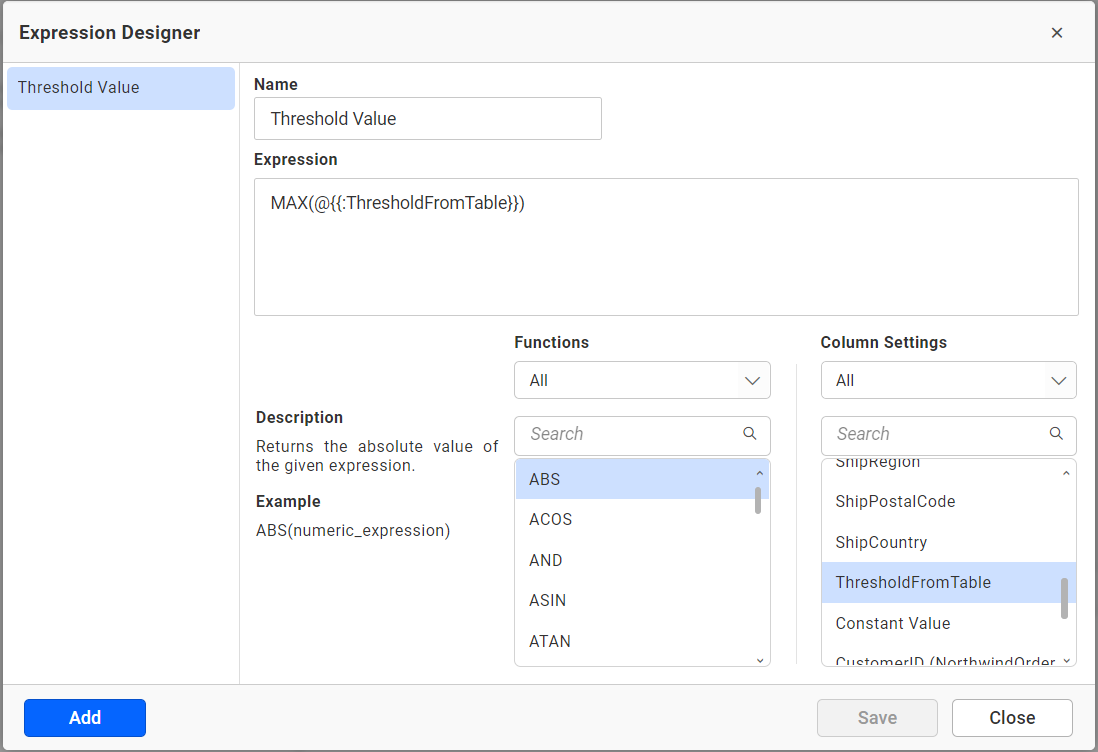 Expression Designer
Threshold Value
Name
Threshold Value
Expression
MAX(@{{:ThresholdFromTable}})
Functions
Column Settings
All
All
Description
Search
Search
Returns the absolute value of
the given expression.
Example
ABS(numeric_expression)
ABS
ACOS
AND
ASIN
ATAN
ShipRegion
ShipPostalCode
ShipCountry
ThresholdFromTable
Constant Value
CustomerID (NorthwindOrder
Add
Save
Close